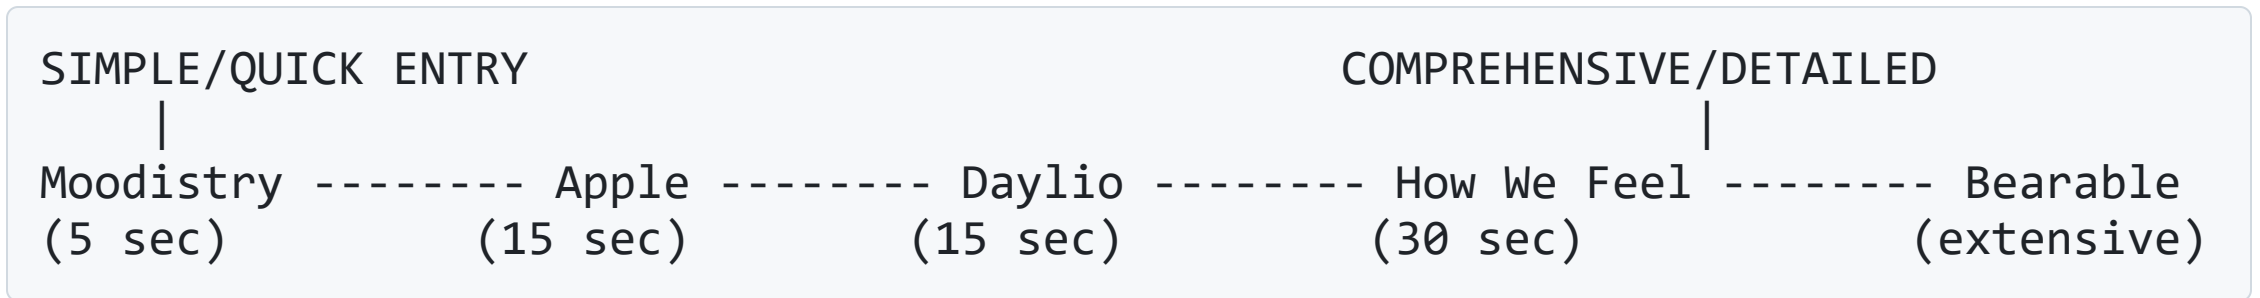 SIMPLE/QUICK ENTRY                              COMPREHENSIVE/DETAILED
    |                                                         |
Moodistry -------- Apple -------- Daylio -------- How We Feel -------- Bearable
(5 sec)         (15 sec)        (15 sec)         (30 sec)            (extensive)